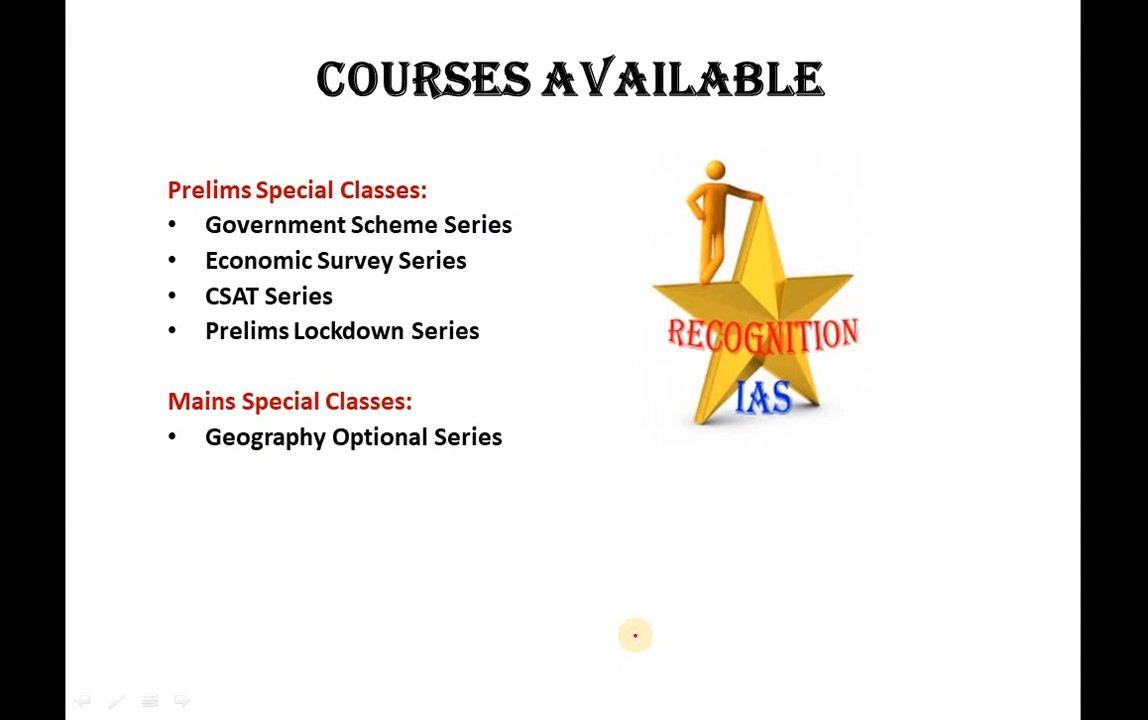 COURSES AVAILABLE
Prelims Special Classes:
• Government Scheme Series
• Economic Survey Series
• CSAT Series
• Prelims Lockdown Series
Mains Special Classes:
• Geography Optional Series
RECOGNITION
IAS